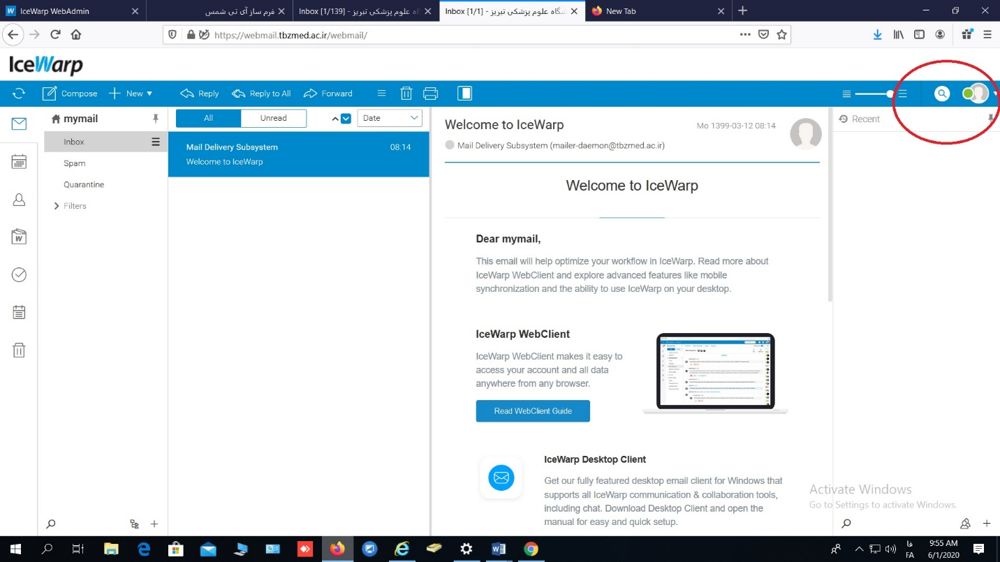 IceWarp WebAdmin
فرم ساز آی تی شمس
Inbox [1/139] - گاه علوم پزشکی تبریز
Inbox [1/1] - شگاه علوم پزشکی تبریز
New Tab
https://webmail.tbzmed.ac.ir/webmail/
IceWarp
Compose
New
Reply
Reply to All
Forward
mymail
All
Unread
Date
Inbox
Spam
Quarantine
Filters
Mail Delivery Subsystem 08:14
Welcome to IceWarp
Welcome to IceWarp
Mo 1399-03-12 08:14
Mail Delivery Subsystem (mailer-daemon@tbzmed.ac.ir)
Recent
Welcome to IceWarp
Dear mymail,
This email will help optimize your workflow in IceWarp. Read more about
IceWarp WebClient and explore advanced features like mobile
synchronization and the ability to use IceWarp on your desktop.
IceWarp WebClient
IceWarp WebClient makes it easy to
access your account and all data
anywhere from any browser.
Read WebClient Guide
IceWarp Desktop Client
Get our fully featured desktop email client for Windows that
supports all IceWarp communication & collaboration tools,
including chat. Download Desktop Client and open the
manual for easy and quick setup.
Activate Windows
Go to Settings to activate Windows.
فا
FA
9:55 AM
6/1/2020